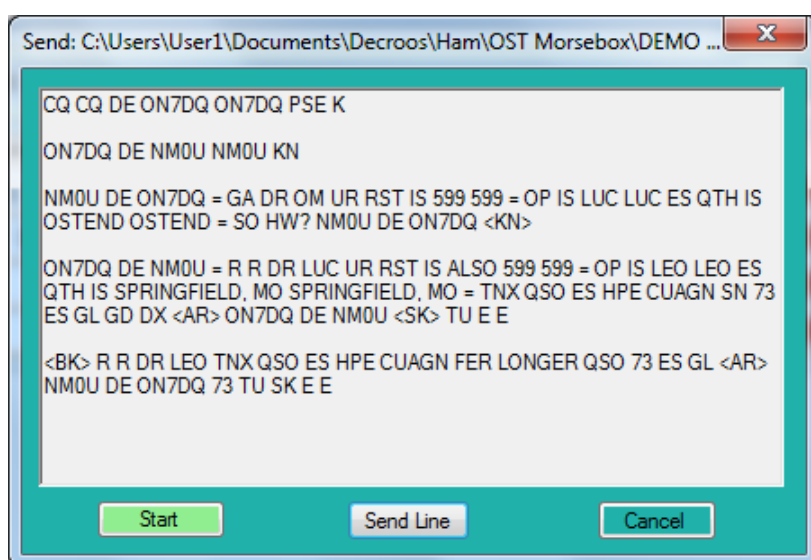 Send: C:\Users\User1\Documents\Decroos\Ham\OST Morsebox\DEMO ...
CQ CQ DE ON7DQ ON7DQ PSE K
ON7DQ DE NM0U NM0U KN
NM0U DE ON7DQ = GA DR OM UR RST IS 599 599 = OP IS LUC LUC ES QTH IS
OSTEND OSTEND = SO HW? NM0U DE ON7DQ <KN>
ON7DQ DE NM0U = R R DR LUC UR RST IS ALSO 599 599 = OP IS LEO LEO ES
QTH IS SPRINGFIELD, MO SPRINGFIELD, MO = TNX QSO ES HPE CUAGN SN 73
ES GL GD DX <AR> ON7DQ DE NM0U <SK> TU E E
<BK> R R DR LEO TNX QSO ES HPE CUAGN FER LONGER QSO 73 ES GL <AR>
NM0U DE ON7DQ 73 TU SK E E
Start
Send Line
Cancel